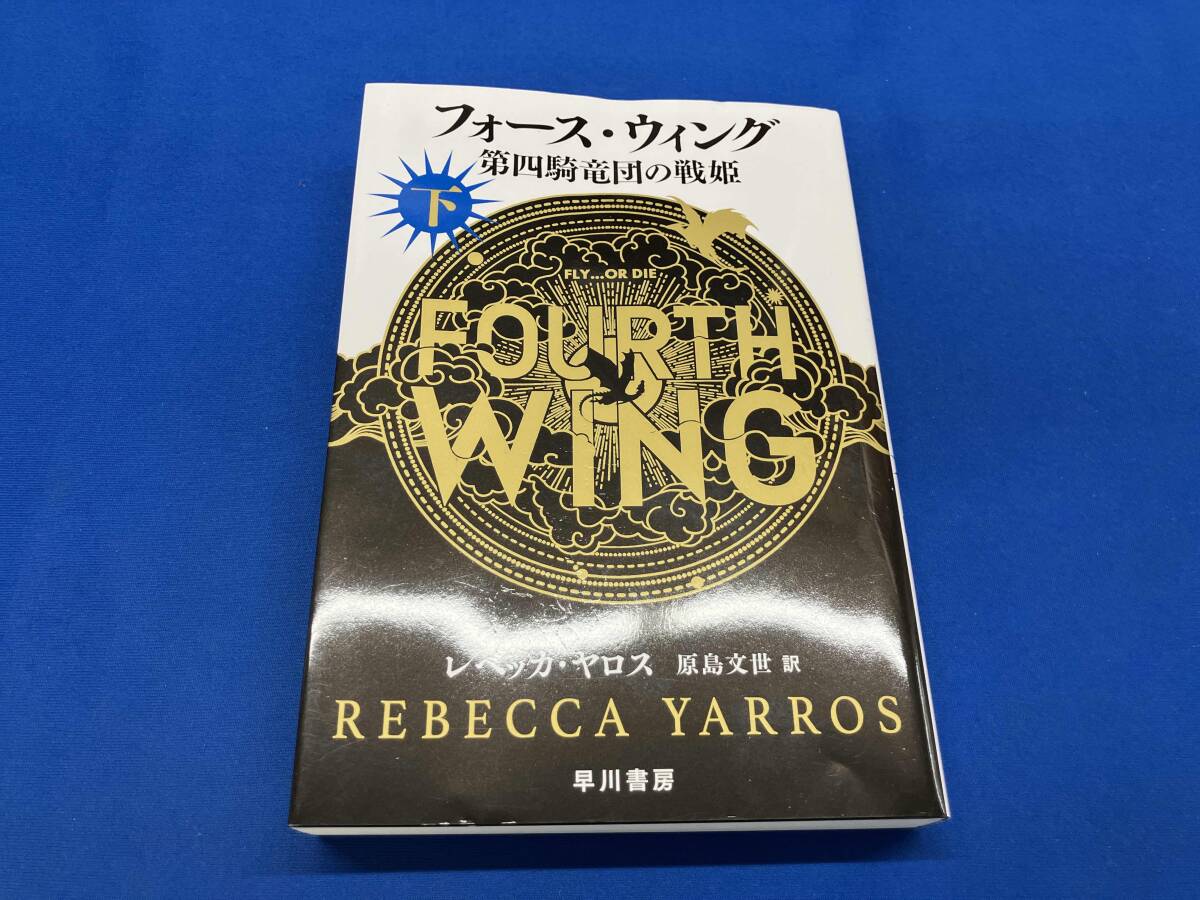 フォース・ウィング
第四騎竜団の戦姫
下
FLY...OR DIE
FOURTH
WING
レベッカ・ヤロス 原島文世 訳
REBECCA YARROS
早川書房